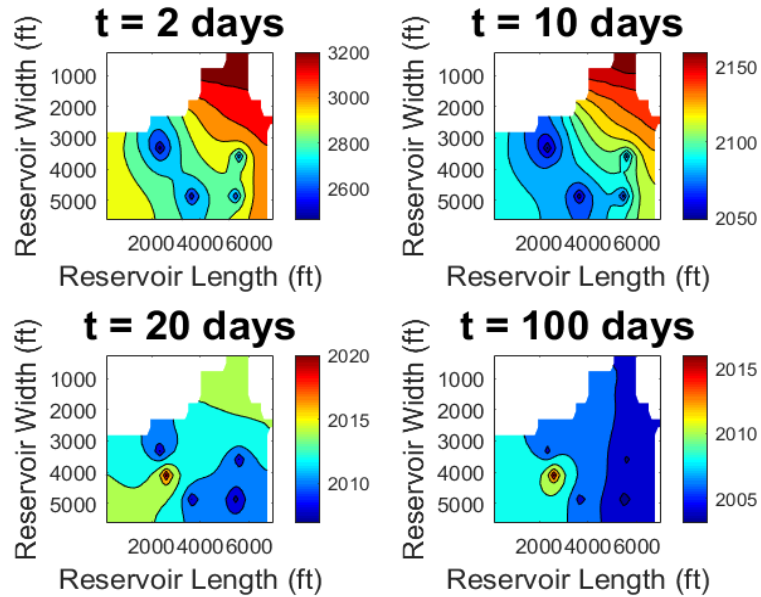 t = 2 days
Reservoir Width (ft)
1000
2000
3000
4000
5000
2000 4000 6000
Reservoir Length (ft)
3200
3000
2800
2600
t = 10 days
Reservoir Width (ft)
1000
2000
3000
4000
5000
2000 4000 6000
Reservoir Length (ft)
2150
2100
2050
t = 20 days
Reservoir Width (ft)
1000
2000
3000
4000
5000
2000 4000 6000
Reservoir Length (ft)
2020
2015
2010
t = 100 days
Reservoir Width (ft)
1000
2000
3000
4000
5000
2000 4000 6000
Reservoir Length (ft)
2015
2010
2005